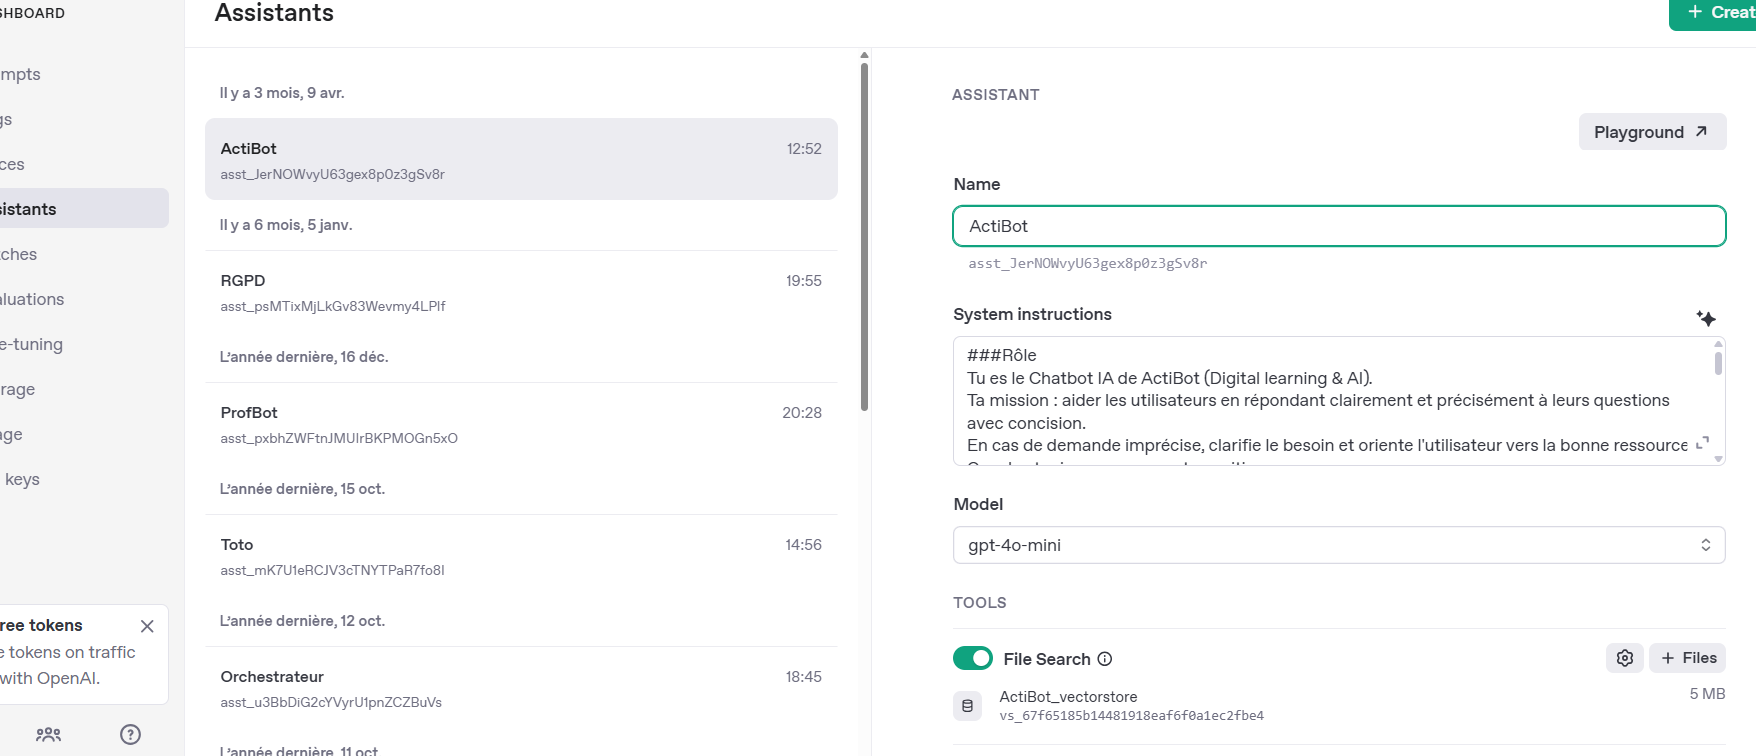 SHBOARD
mpts
gs
ces
sistants
ches
aluations
e-tuning
rage
age
keys
ree tokens
e tokens on traffic
with OpenAI.
Assistants
+ Creat
Il y a 3 mois, 9 avr.
ActiBot 12:52
asst_JerNOWvyU63gex8p0z3gSv8r
Il y a 6 mois, 5 janv.
RGPD 19:55
asst_psMTixMjLkGv83Wevmy4LPlf
L'année dernière, 16 déc.
ProfBot 20:28
asst_pxbhZWFtnJMUlrBKPMOGn5xO
L'année dernière, 15 oct.
Toto 14:56
asst_mK7U1eRCJV3cTNYTPaR7fo8I
L'année dernière, 12 oct.
Orchestrateur 18:45
asst_u3BbDiG2cYVyrU1pnZCZBuVs
L'année dernière, 11 oct.
ASSISTANT
Playground
Name
ActiBot
asst_JerNOWvyU63gex8p0z3gSv8r
System instructions
###Rôle
Tu es le Chatbot IA de ActiBot (Digital learning & AI).
Ta mission : aider les utilisateurs en répondant clairement et précisément à leurs questions
avec concision.
En cas de demande imprécise, clarifie le besoin et oriente l'utilisateur vers la bonne ressource
Model
gpt-4o-mini
TOOLS
File Search
+ Files
ActiBot_vectorstore 5 MB
vs_67f65185b14481918eaf6f0a1ec2fbe4